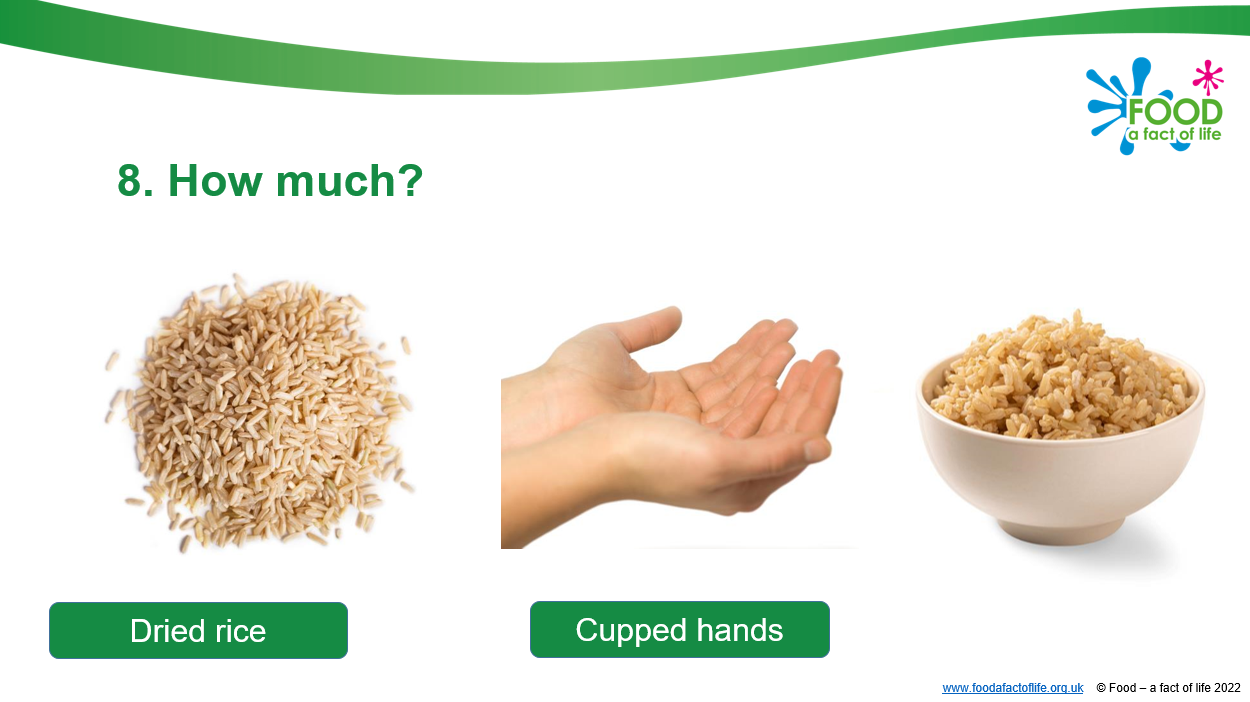 FOOD
a fact of life
8. How much?
Dried rice
Cupped hands
www.foodafactoflife.org.uk © Food – a fact of life 2022